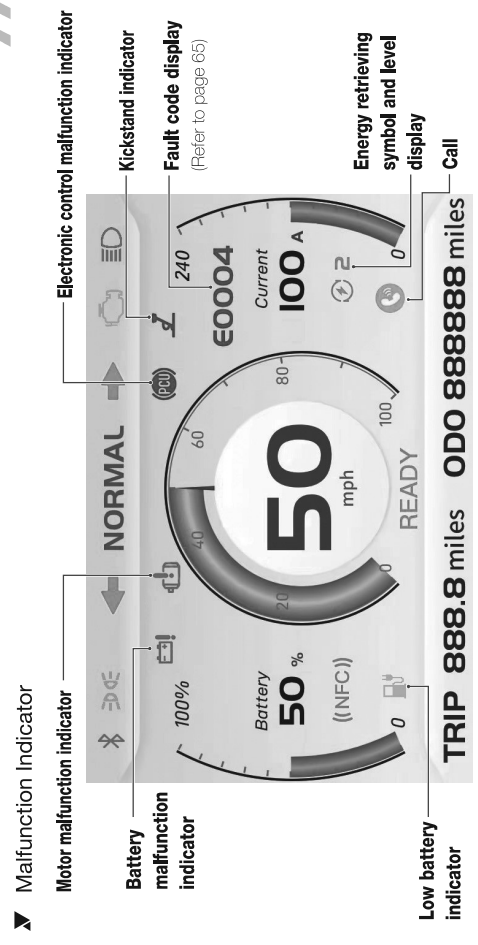 Malfunction Indicator
Motor malfunction indicator
Electronic control malfunction indicator
Battery
malfunction
indicator
Kickstand indicator
Fault code display
(Refer to page 65)
Energy retrieving
symbol and level
display
Call
Low battery
indicator
NORMAL
PCU
100%
Battery
50 %
((NFC))
0
0
20
40
60
80
100
50
mph
READY
240
E0004
Current
100 A
2
0
TRIP 888.8 miles ODO 888888 miles